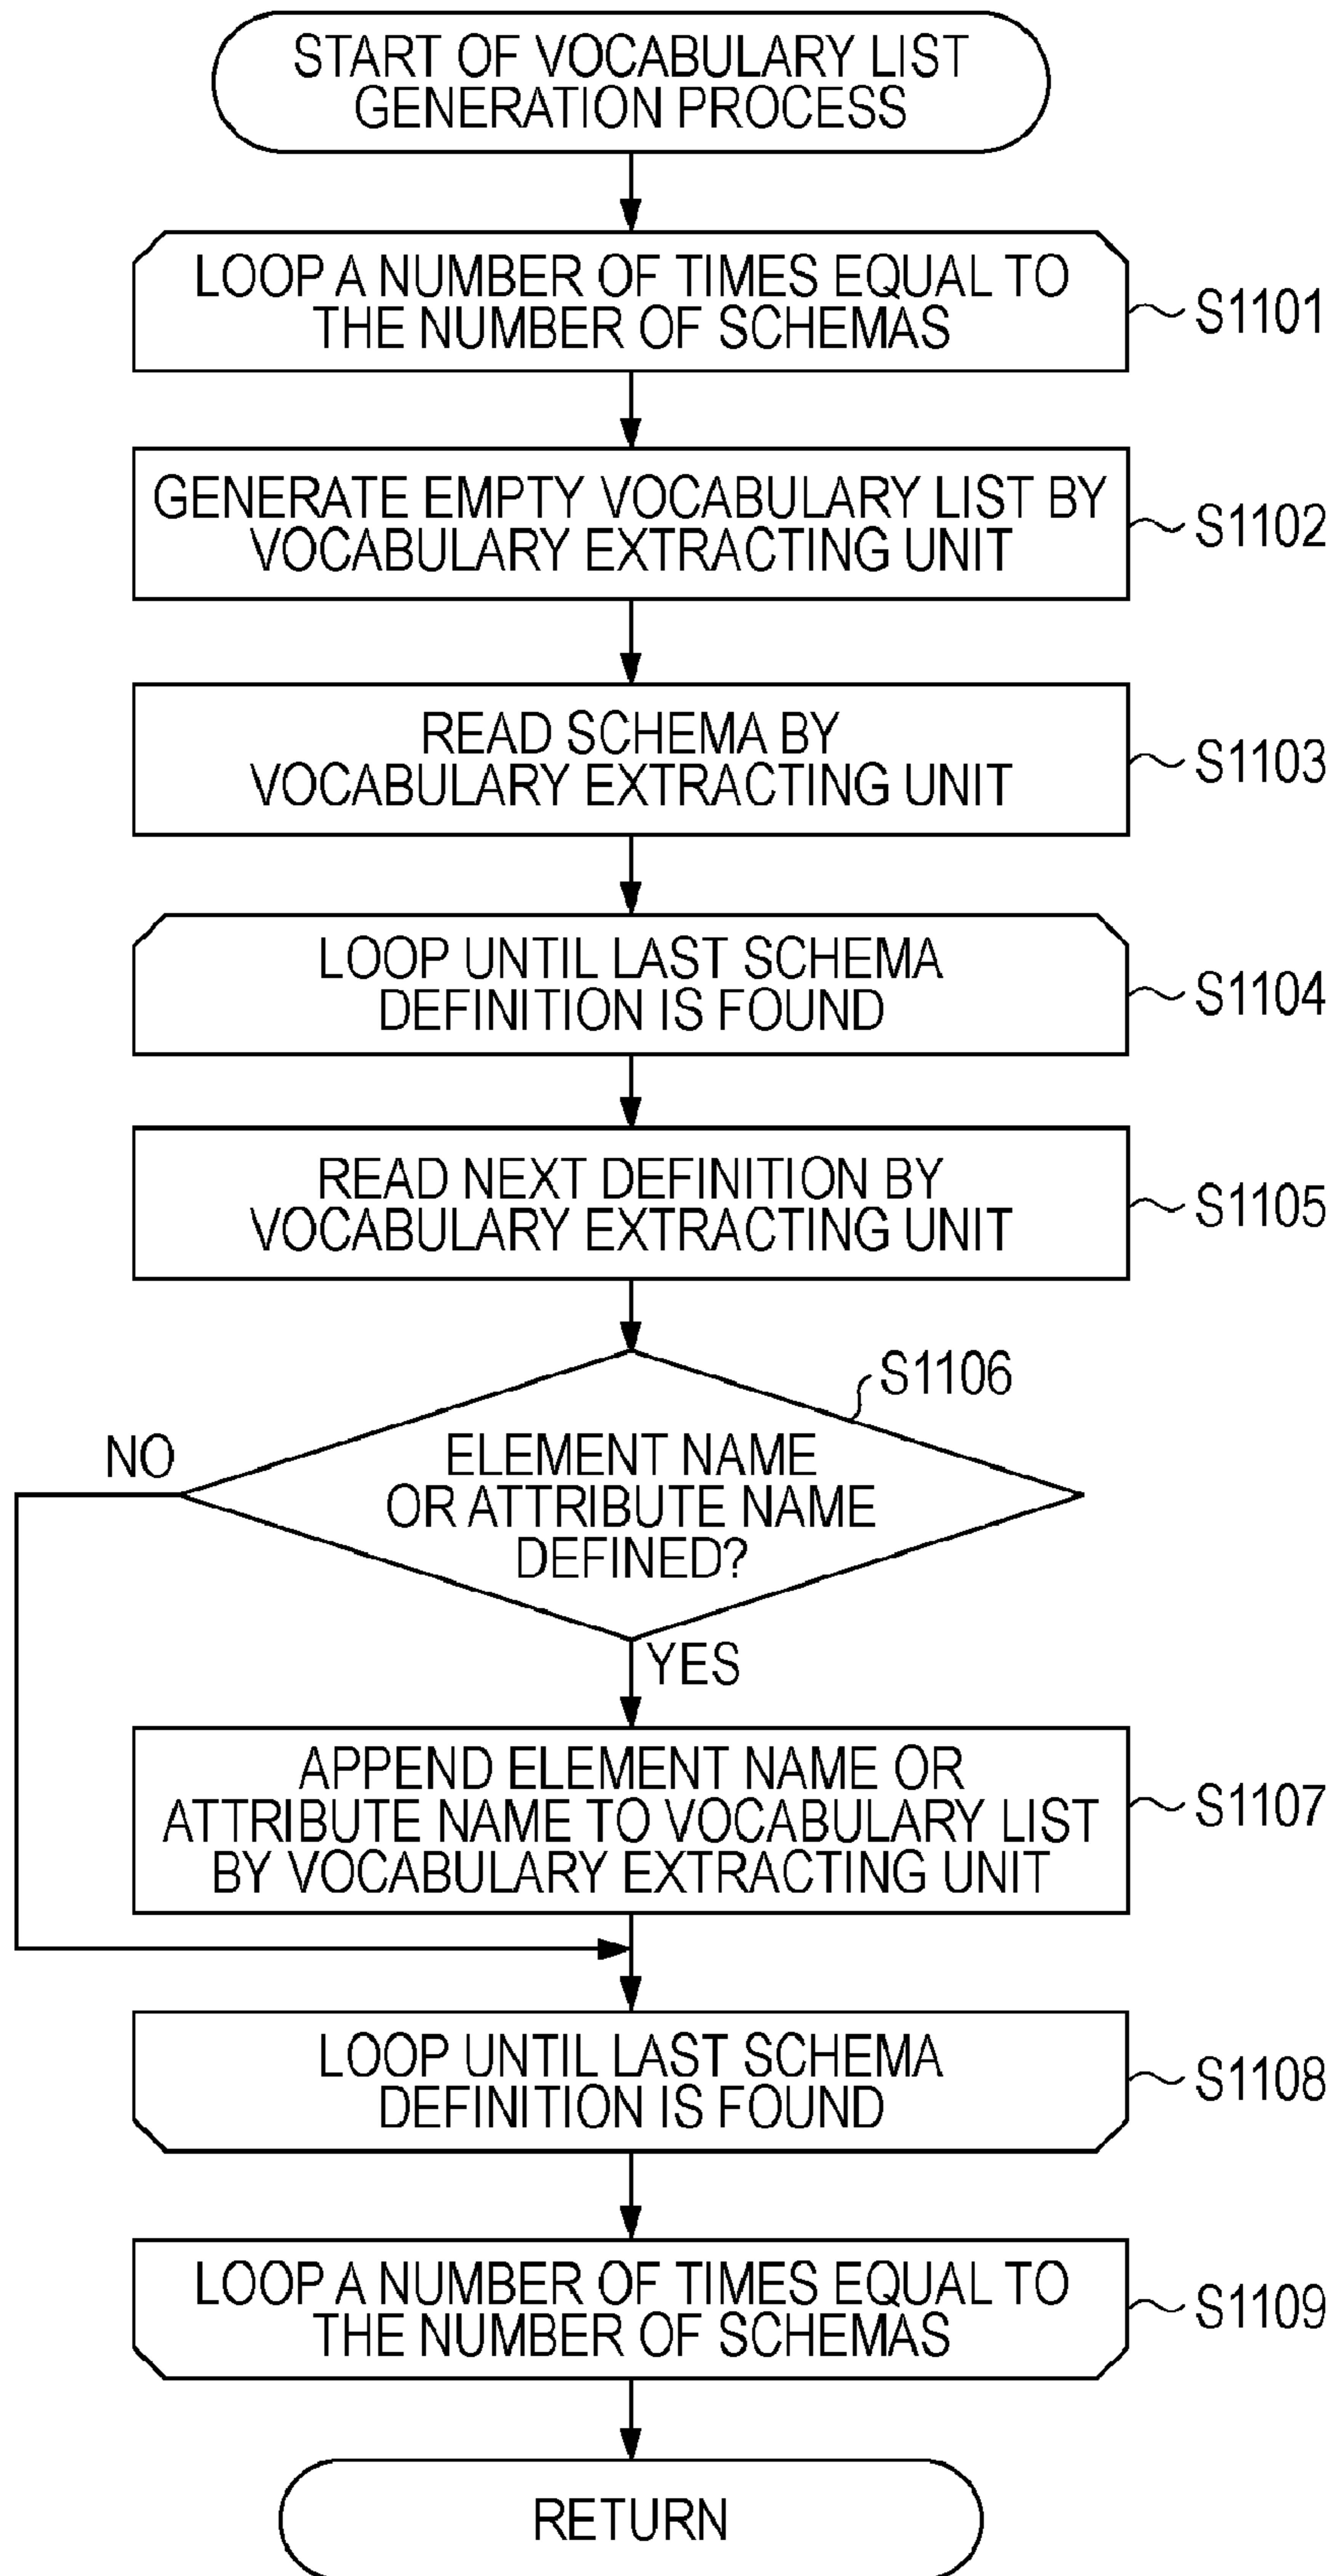 START OF VOCABULARY LIST
GENERATION PROCESS
LOOP A NUMBER OF TIMES EQUAL TO
THE NUMBER OF SCHEMAS
S1101
GENERATE EMPTY VOCABULARY LIST BY
VOCABULARY EXTRACTING UNIT
S1102
READ SCHEMA BY
VOCABULARY EXTRACTING UNIT
S1103
LOOP UNTIL LAST SCHEMA
DEFINITION IS FOUND
S1104
READ NEXT DEFINITION BY
VOCABULARY EXTRACTING UNIT
S1105
S1106
NO
ELEMENT NAME
OR ATTRIBUTE NAME
DEFINED?
YES
APPEND ELEMENT NAME OR
ATTRIBUTE NAME TO VOCABULARY LIST
BY VOCABULARY EXTRACTING UNIT
S1107
LOOP UNTIL LAST SCHEMA
DEFINITION IS FOUND
S1108
LOOP A NUMBER OF TIMES EQUAL TO
THE NUMBER OF SCHEMAS
S1109
RETURN